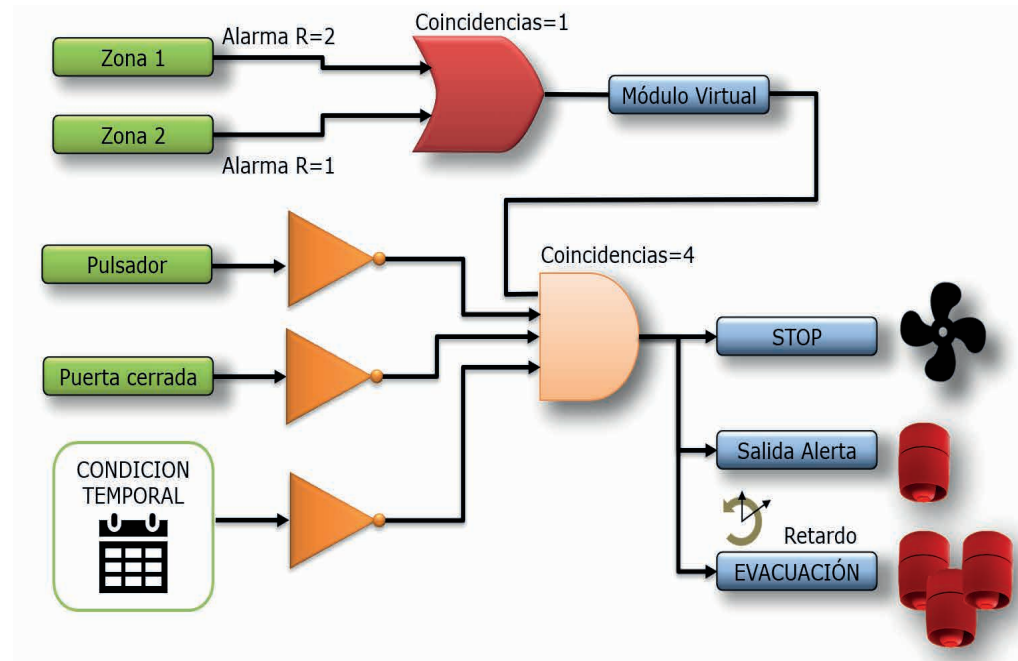 Coincidencias=1
Alarma R=2
Zona 1
Módulo Virtual
Zona 2
Alarma R=1
Coincidencias=4
Pulsador
STOP
Puerta cerrada
Salida Alerta
CONDICION
TEMPORAL
Retardo
EVACUACIÓN